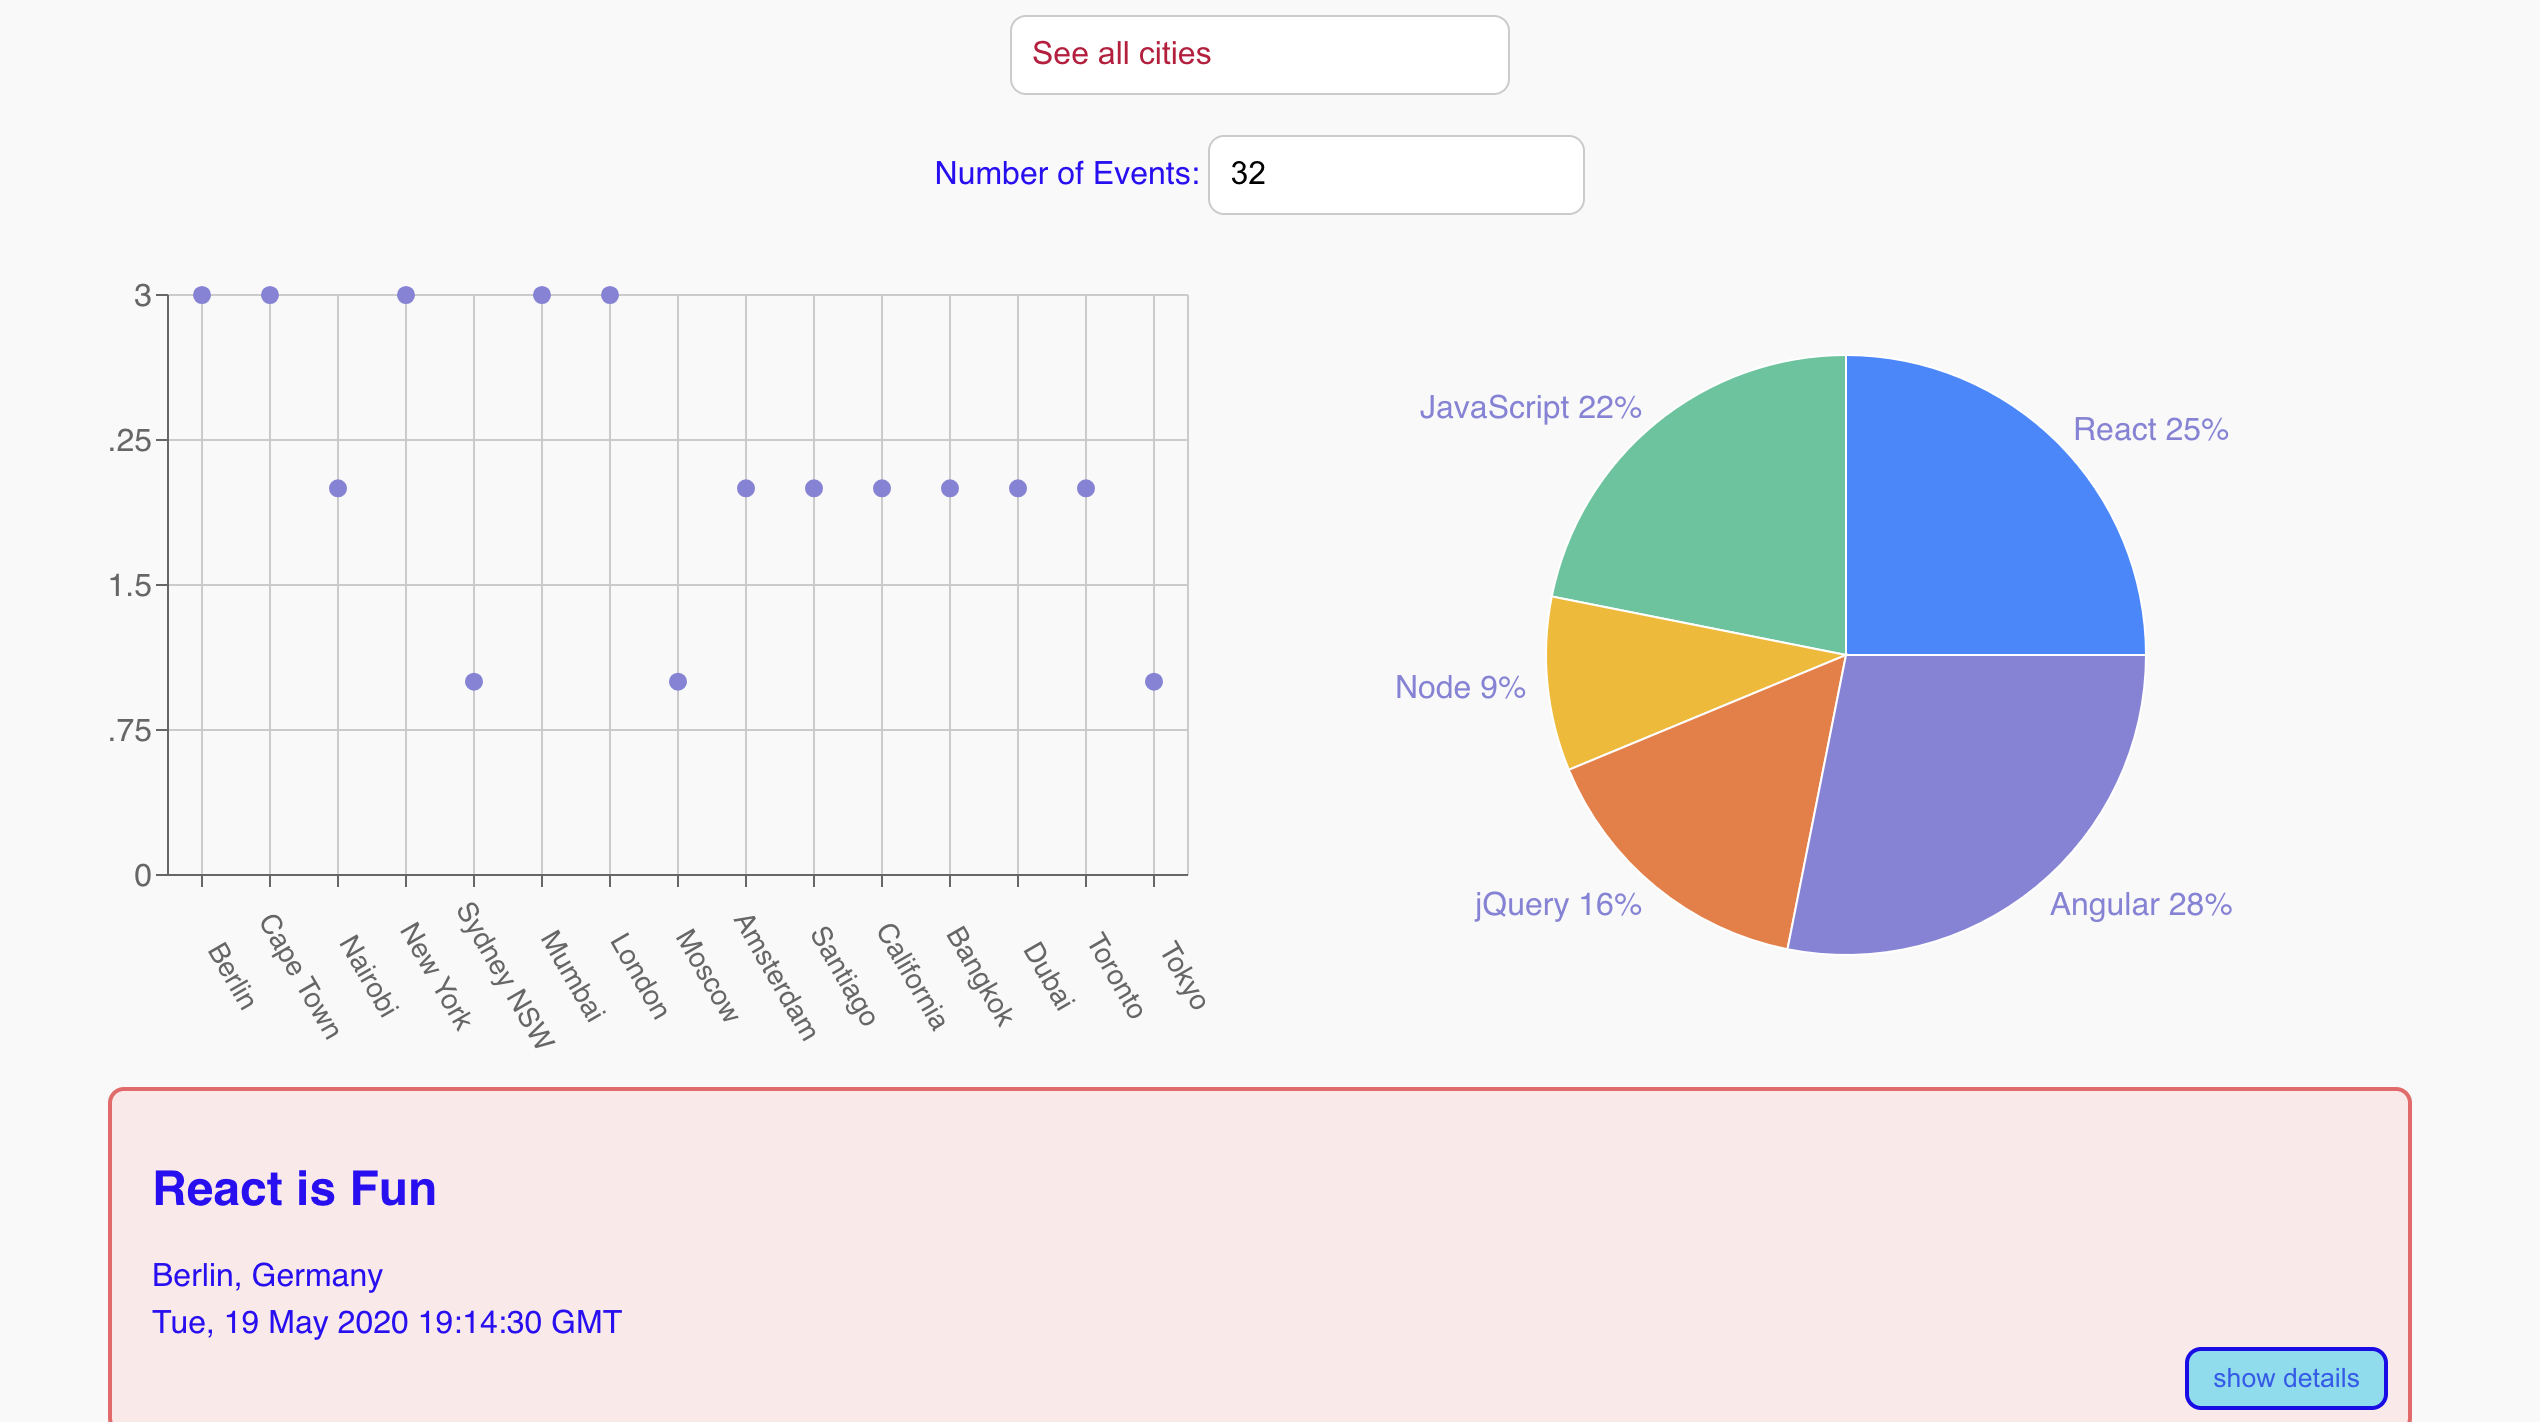 See all cities
Number of Events: 32
3
.25
1.5
.75
0
Berlin
Cape Town
Nairobi
New York
Sydney NSW
Mumbai
London
Moscow
Amsterdam
Santiago
California
Bangkok
Dubai
Toronto
Tokyo
JavaScript 22%
React 25%
Node 9%
jQuery 16%
Angular 28%
React is Fun
Berlin, Germany
Tue, 19 May 2020 19:14:30 GMT
show details